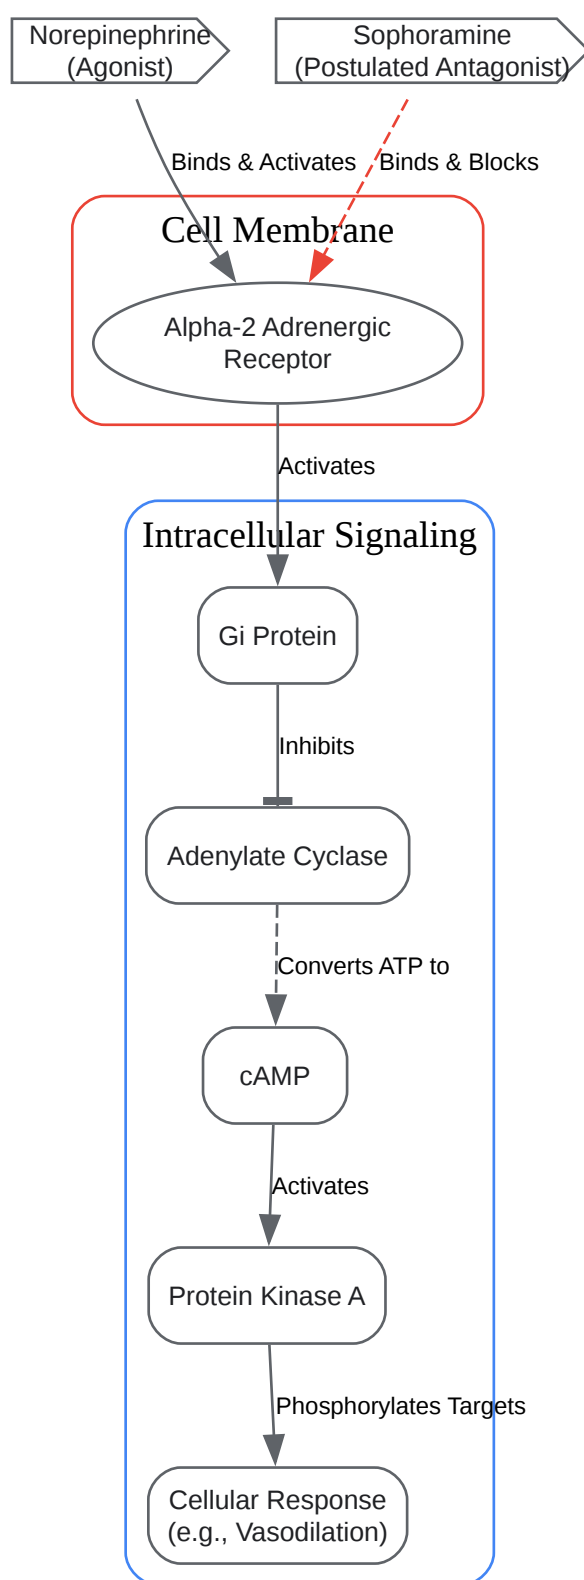 Norepinephrine
(Agonist)
Sophoramine
(Postulated Antagonist)
Binds & Activates
Binds & Blocks
Cell Membrane
Alpha-2 Adrenergic
Receptor
Activates
Intracellular Signaling
Gi Protein
Inhibits
Adenylate Cyclase
Converts ATP to
cAMP
Activates
Protein Kinase A
Phosphorylates Targets
Cellular Response
(e.g., Vasodilation)